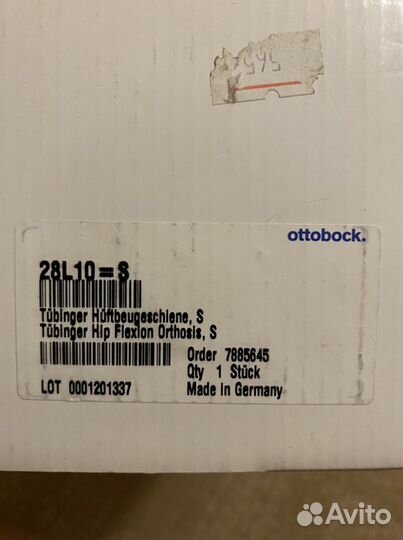 595
ottobock.
28L10=S
Tübinger Hüftbeugeschiene, S
Tübinger Hip Flexion Orthosis, S
Order 7885645
Qty 1 Stück
LOT 0001201337
Made in Germany
Avito